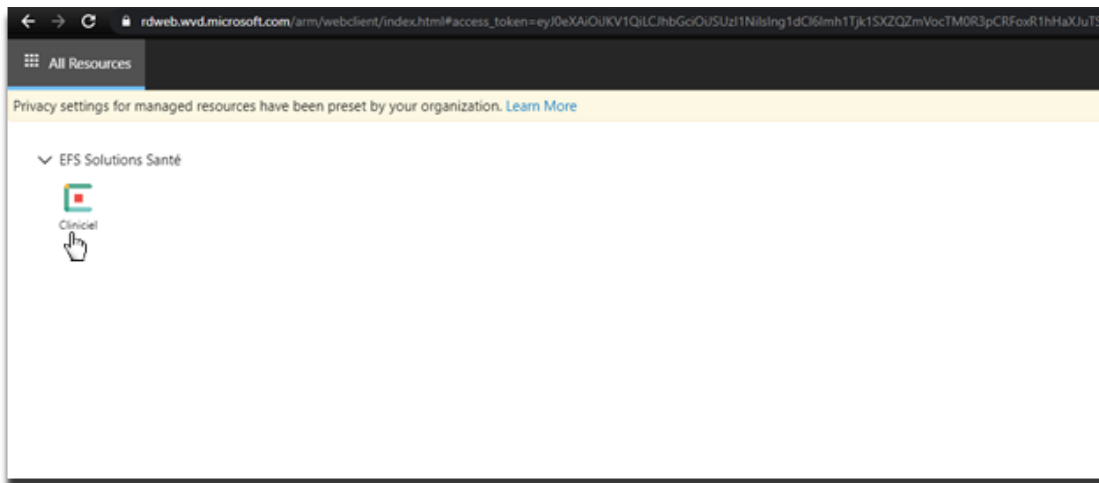 rdweb.wvd.microsoft.com/arm/webclient/index.html#access_token=
All Resources
Privacy settings for managed resources have been preset by your organization. Learn More
EFS Solutions Santé
Cliniciel